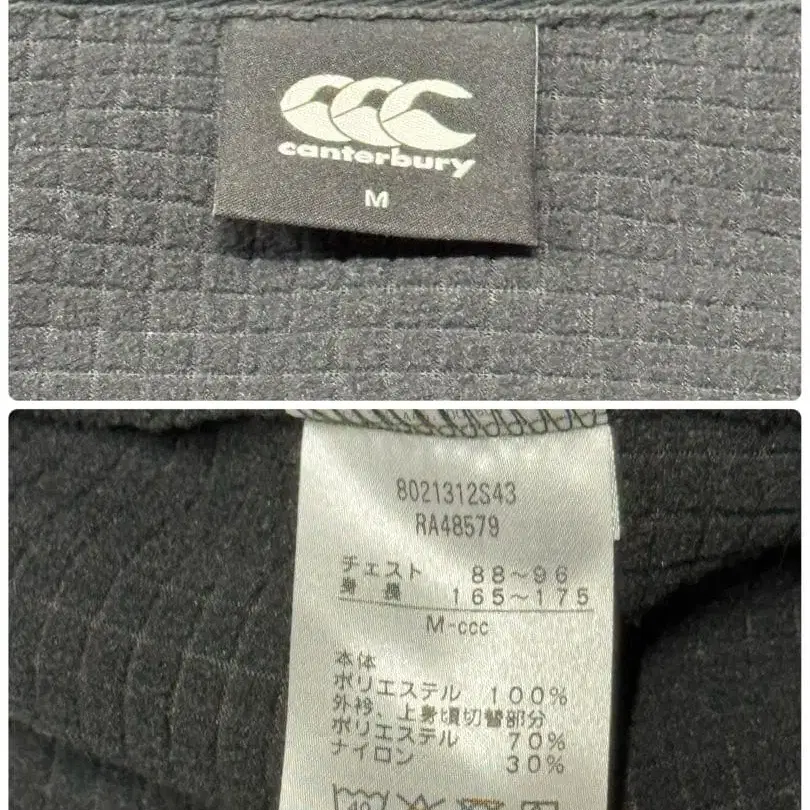 canterbury
M
8021312S43
RA48579
チェスト 88～96
身長 165～175
M-ccc
本体
ポリエステル 100%
外衿、上身頃切替部分
ポリエステル 70%
ナイロン 30%
40